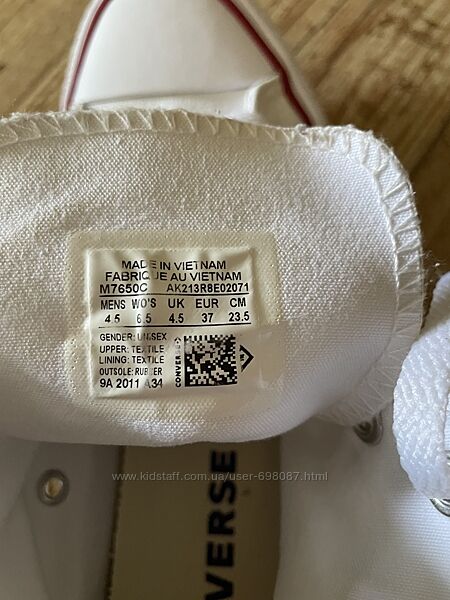 MADE IN VIETNAM
FABRIQUE AU VIETNAM
M7650C AK213R8E02071
MENS WO'S UK EUR CM
4.5 6.5 4.5 37 23.5
GENDER: UNISEX
UPPER: TEXTILE
LINING: TEXTILE
OUTSOLE: RUBBER
9A 2011 A34
CONVERSE
www.kidstaff.com.ua/user-698087.html
VERSE